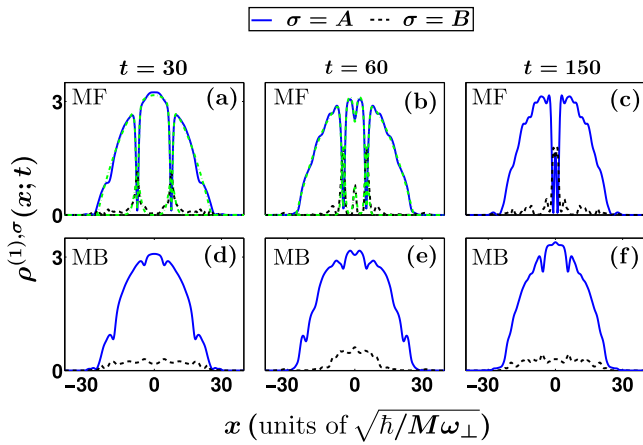 σ = A σ = B
t = 30 t = 60 t = 150
MF (a) MF (b) MF (c)
3
0
MB (d) MB (e) MB (f)
3
0
−30 0 30 −30 0 30 −30 0 30
ρ^{(1),σ}(x; t)
x (units of √ħ/Mω⊥)